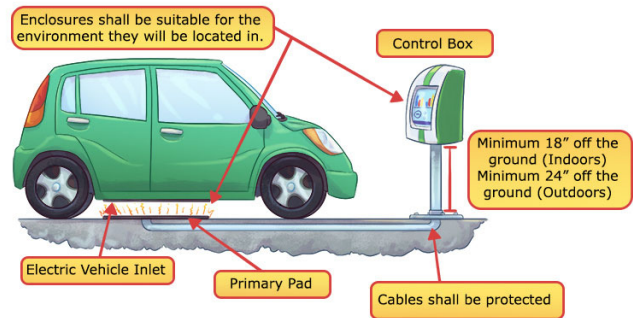 Enclosures shall be suitable for the
environment they will be located in.
Control Box
Minimum 18" off the
ground (Indoors)
Minimum 24" off the
ground (Outdoors)
Electric Vehicle Inlet
Primary Pad
Cables shall be protected